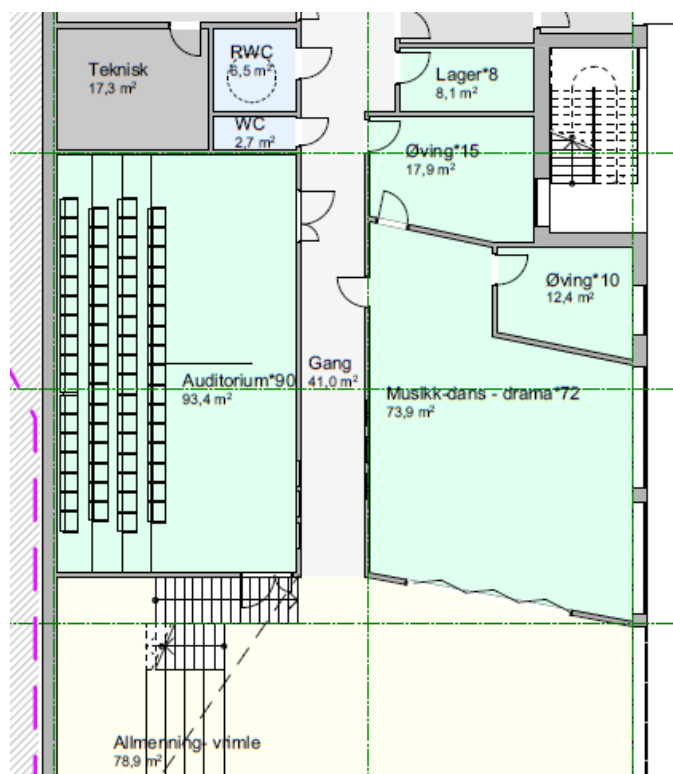 Teknisk
17,3 m²
RWC
6,5 m²
WC
2,7 m²
Lager*8
8,1 m²
Øving*15
17,9 m²
Øving*10
12,4 m²
Gang
41,0 m²
Auditorium*90
93,4 m²
Musikk-dans - drama*72
73,9 m²
Allmenning- vrimle
78,9 m²